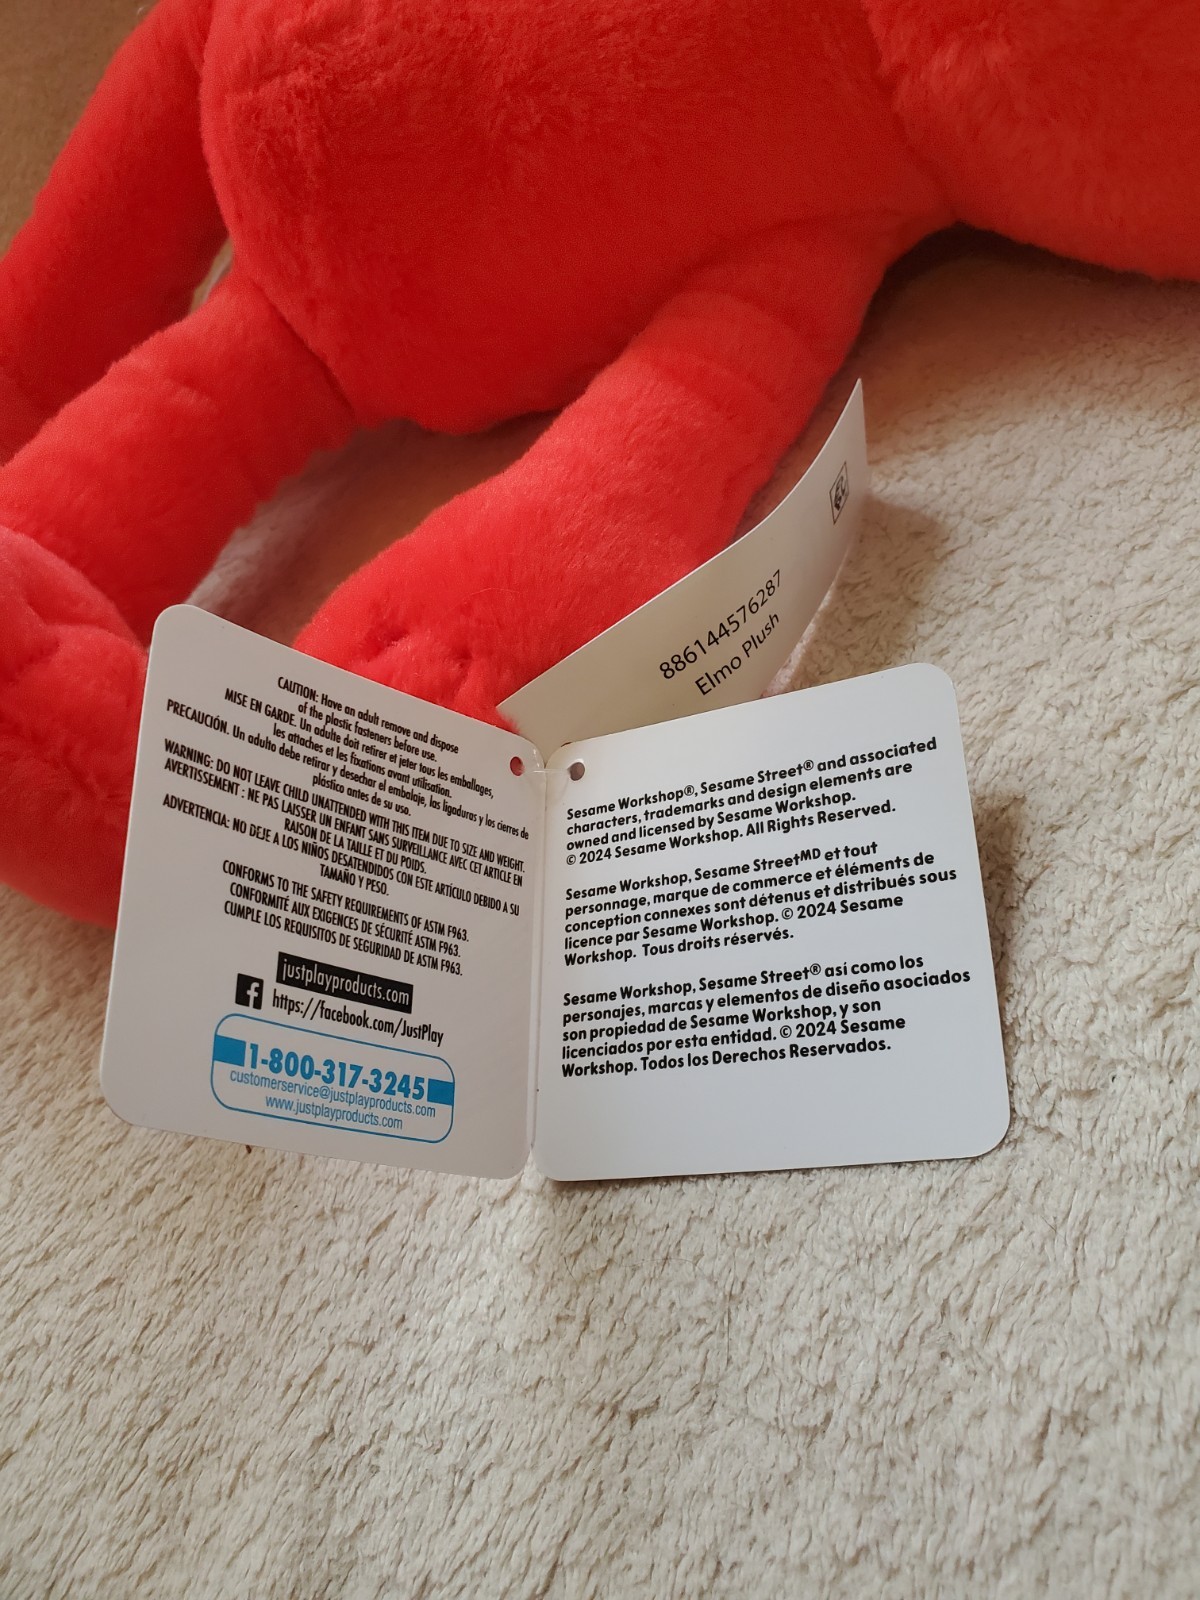 886144576287
Elmo Plush
CAUTION: Have an adult remove and dispose
of the plastic fasteners before use.
MISE EN GARDE. Un adulte doit retirer et jeter tous les emballages,
les attaches et les fixations avant utilisation.
PRECAUCIÓN. Un adulto debe retirar y desechar el embalaje, las ligaduras y los cierres de
plástico antes de su uso.
WARNING: DO NOT LEAVE CHILD UNATTENDED WITH THIS ITEM DUE TO SIZE AND WEIGHT.
AVERTISSEMENT : NE PAS LAISSER UN ENFANT SANS SURVEILLANCE AVEC CET ARTICLE EN
RAISON DE LA TAILLE ET DU POIDS.
ADVERTENCIA: NO DEJE A LOS NIÑOS DESATENDIDOS CON ESTE ARTÍCULO DEBIDO A SU
TAMAÑO Y PESO.
CONFORMS TO THE SAFETY REQUIREMENTS OF ASTM F963.
CONFORMITÉ AUX EXIGENCES DE SÉCURITÉ ASTM F963.
CUMPLE LOS REQUISITOS DE SEGURIDAD DE ASTM F963.
justplayproducts.com
f https://facebook.com/JustPlay
1-800-317-3245
customerservice@justplayproducts.com
www.justplayproducts.com
Sesame Workshop®, Sesame Street® and associated
characters, trademarks and design elements are
owned and licensed by Sesame Workshop.
© 2024 Sesame Workshop. All Rights Reserved.
Sesame Workshop, Sesame Streetᴹᴰ et tout
personnage, marque de commerce et éléments de
conception connexes sont détenus et distribués sous
licence par Sesame Workshop. © 2024 Sesame
Workshop. Tous droits réservés.
Sesame Workshop, Sesame Street® así como los
personajes, marcas y elementos de diseño asociados
son propiedad de Sesame Workshop, y son
licenciados por esta entidad. © 2024 Sesame
Workshop. Todos los Derechos Reservados.